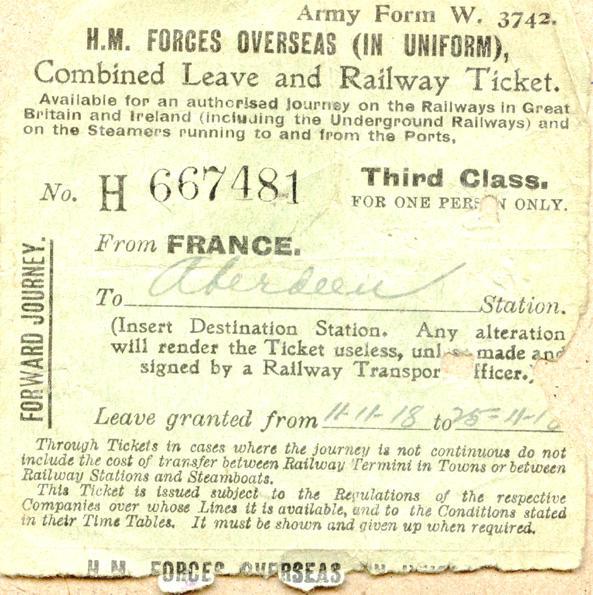 Army Form W. 3742.
H.M. FORCES OVERSEAS (IN UNIFORM),
Combined Leave and Railway Ticket.
Available for an authorised journey on the Railways in Great
Britain and Ireland (including the Underground Railways) and
on the Steamers running to and from the Ports.
No. H 667481
Third Class.
FOR ONE PERS N ONLY.
FORWARD JOURNEY.
From FRANCE.
To Aberdeen Station.
(Insert Destination Station. Any alteration
will render the Ticket useless, unl made and
signed by a Railway Transpor fficer.)
Leave granted from 11-11-18 to 25-11-
Through Tickets in cases where the journey is not continuous do not
include the cost of transfer between Railway Termini in Towns or between
Railway Stations and Steamboats.
This Ticket is issued subject to the Regulations of the respective
Companies over whose Lines it is available, and to the Conditions stated
in their Time Tables. It must be shown and given up when required.
H.M. FORCES OVERSEAS